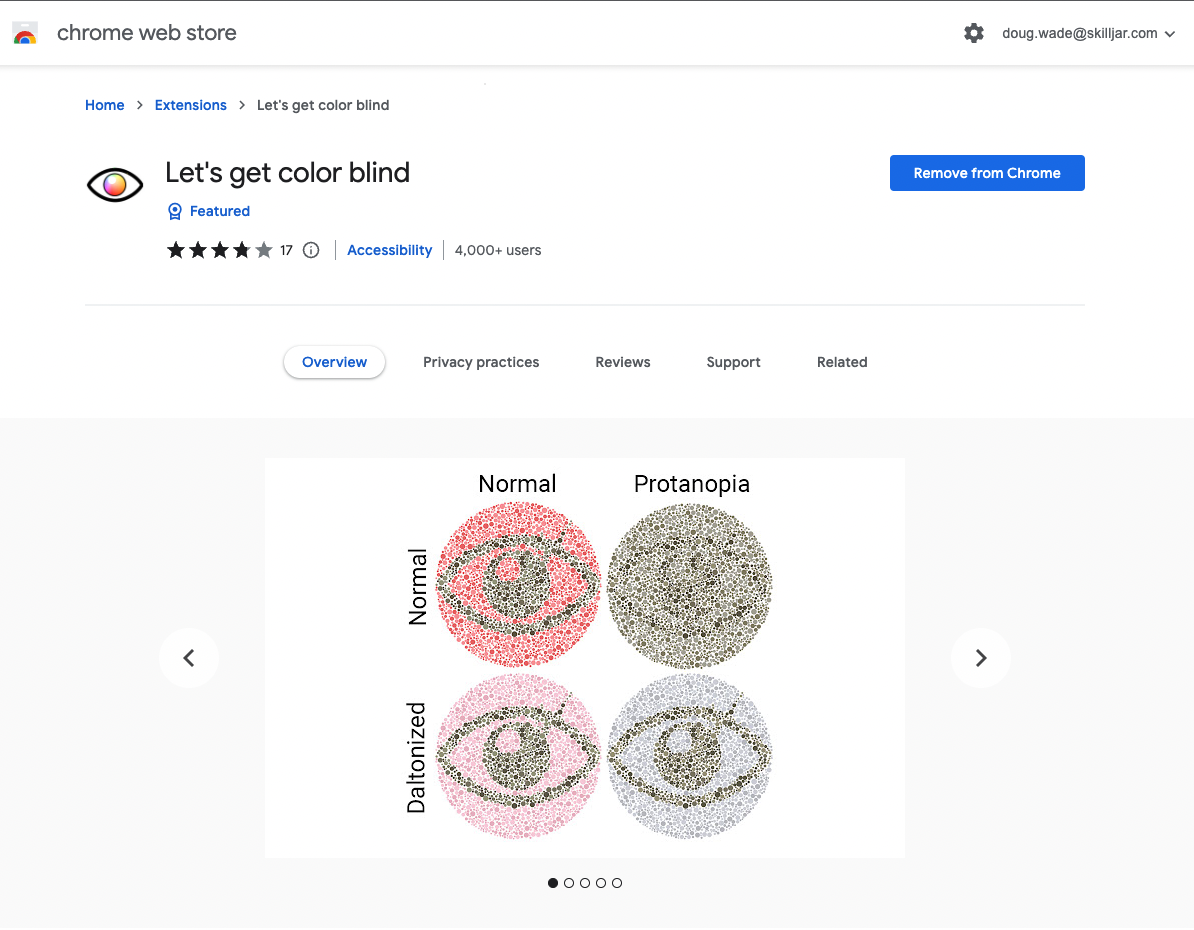 chrome web store
doug.wade@skilljar.com
Home > Extensions > Let's get color blind
Let's get color blind
Remove from Chrome
Featured
17 Accessibility 4,000+ users
Overview Privacy practices Reviews Support Related
Normal Protanopia
Normal
Daltonized